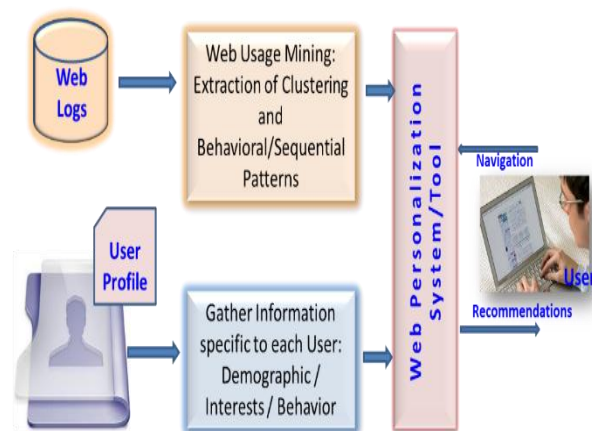 Web
Logs
Web Usage Mining:
Extraction of Clustering
and
Behavioral/Sequential
Patterns
Web Personalization
System/Tool
Navigation
User
Recommendations
User
Profile
Gather Information
specific to each User:
Demographic /
Interests / Behavior